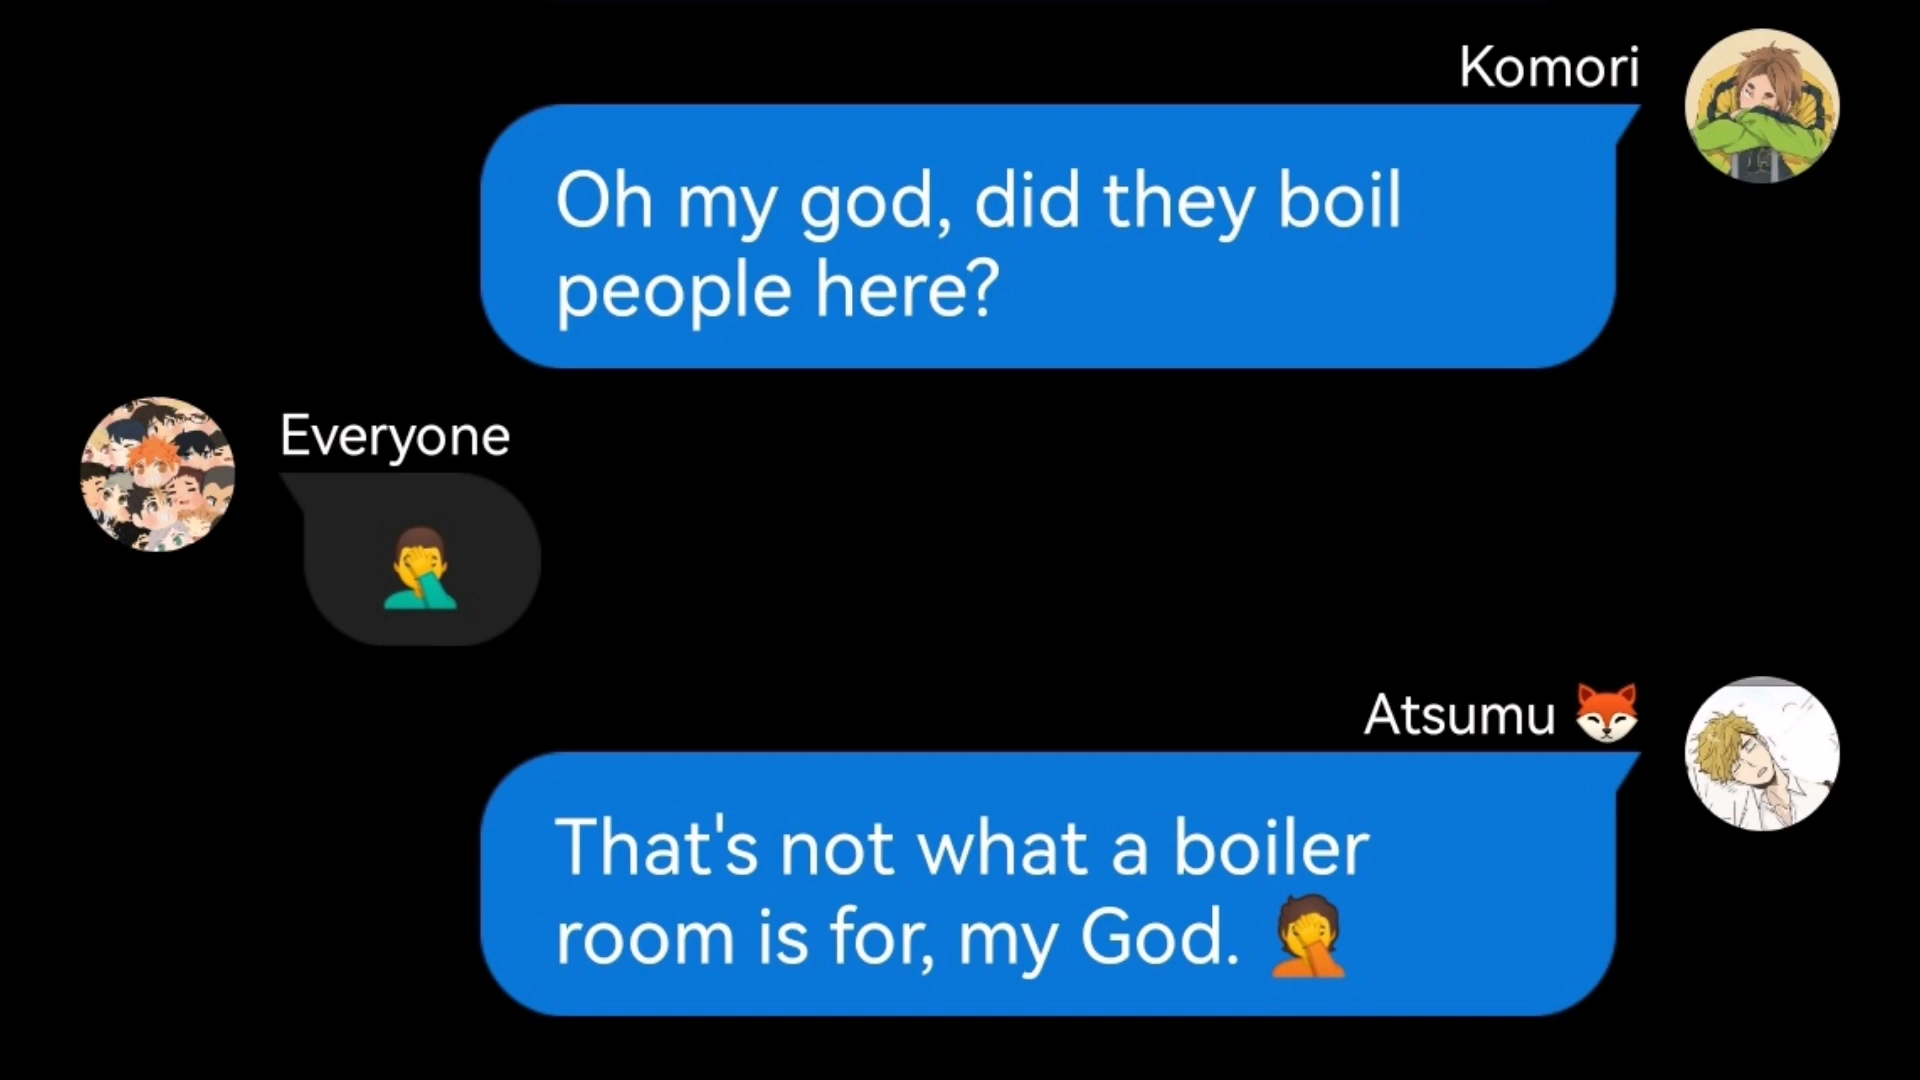 Komori
Oh my god, did they boil
people here?
Everyone
🤦‍♂️
Atsumu 🦊
That's not what a boiler
room is for, my God. 🤦